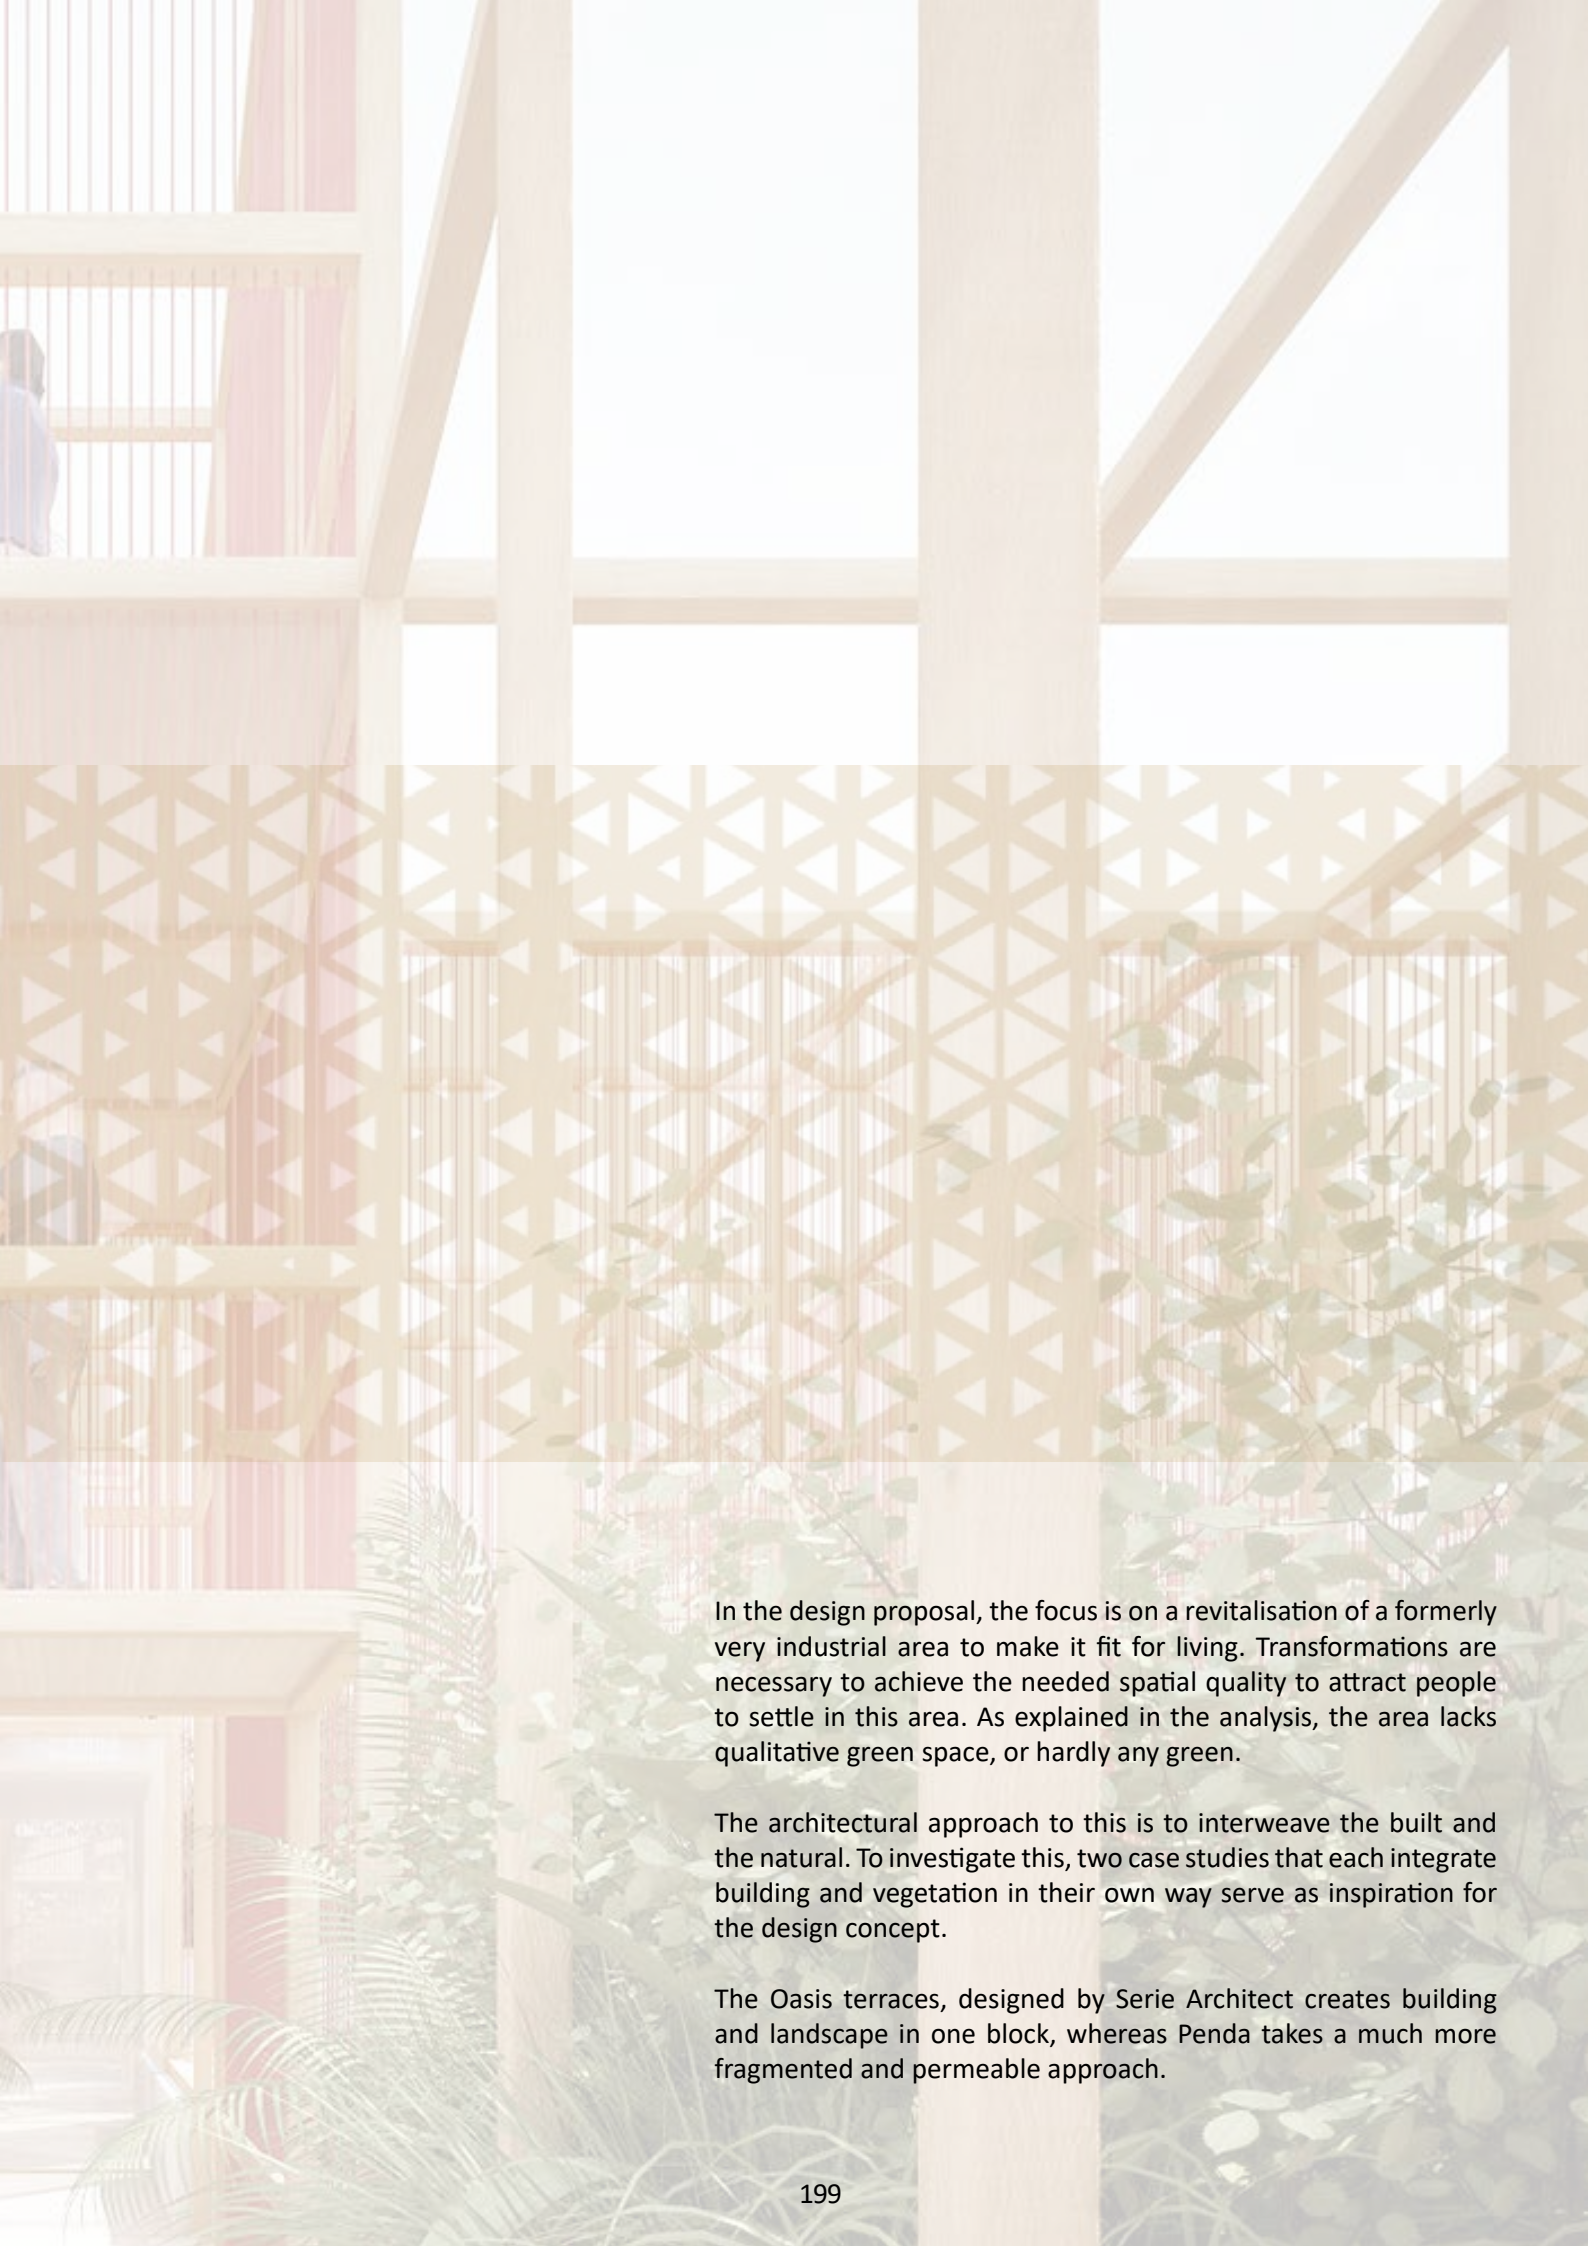 In the design proposal, the focus is on a revitalisation of a formerly
very industrial area to make it fit for living. Transformations are
necessary to achieve the needed spatial quality to attract people
to settle in this area. As explained in the analysis, the area lacks
qualitative green space, or hardly any green.
The architectural approach to this is to interweave the built and
the natural. To investigate this, two case studies that each integrate
building and vegetation in their own way serve as inspiration for
the design concept.
The Oasis terraces, designed by Serie Architect creates building
and landscape in one block, whereas Penda takes a much more
fragmented and permeable approach.
199